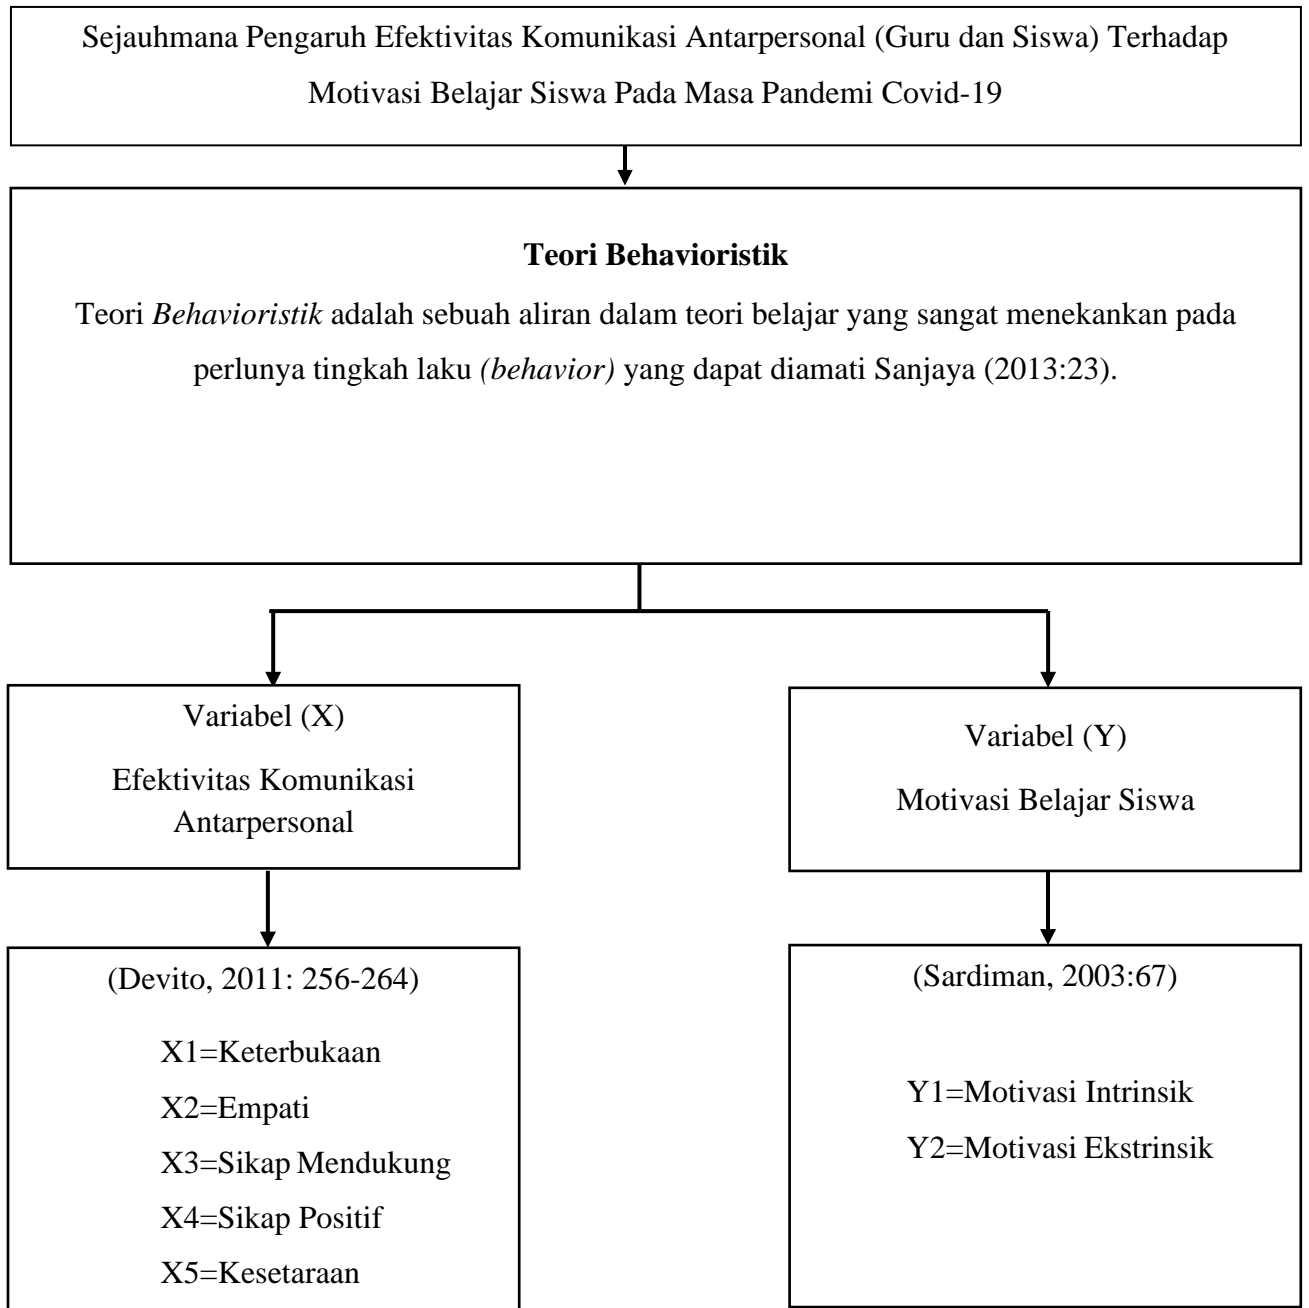 Sejauhmana Pengaruh Efektivitas Komunikasi Antarpersonal (Guru dan Siswa) Terhadap
Motivasi Belajar Siswa Pada Masa Pandemi Covid-19
Teori Behavioristik
Teori Behavioristik adalah sebuah aliran dalam teori belajar yang sangat menekankan pada
perlunya tingkah laku (behavior) yang dapat diamati Sanjaya (2013:23).
Variabel (X)
Efektivitas Komunikasi
Antarpersonal
Variabel (Y)
Motivasi Belajar Siswa
(Devito, 2011: 256-264)
X1=Keterbukaan
X2=Empati
X3=Sikap Mendukung
X4=Sikap Positif
X5=Kesetaraan
(Sardiman, 2003:67)
Y1=Motivasi Intrinsik
Y2=Motivasi Ekstrinsik